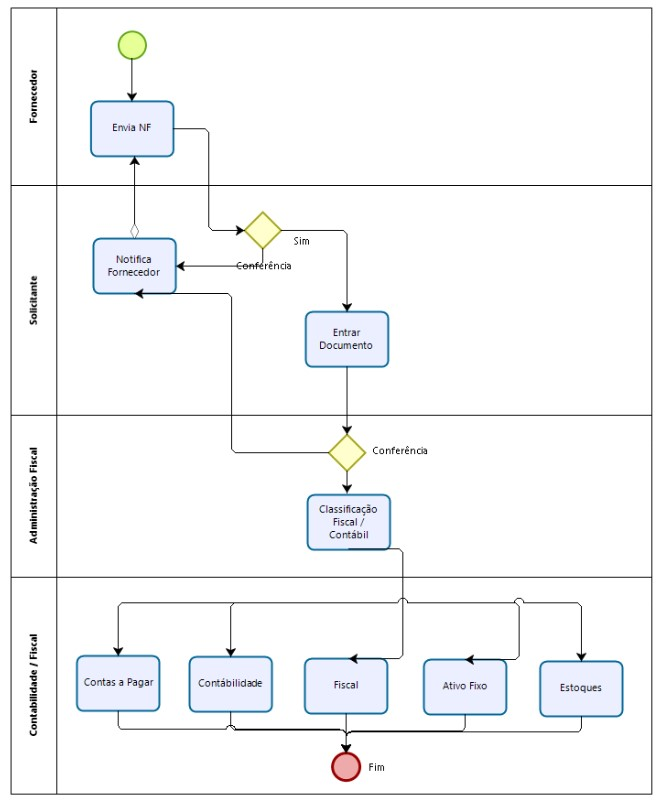 Fornecedor
Envia NF
Solicitante
Notifica
Fornecedor
Sim
Conferência
Entrar
Documento
Administração Fiscal
Conferência
Classificação
Fiscal /
Contábil
Contabilidade / Fiscal
Contas a Pagar
Contábilidade
Fiscal
Ativo Fixo
Estoques
Fim